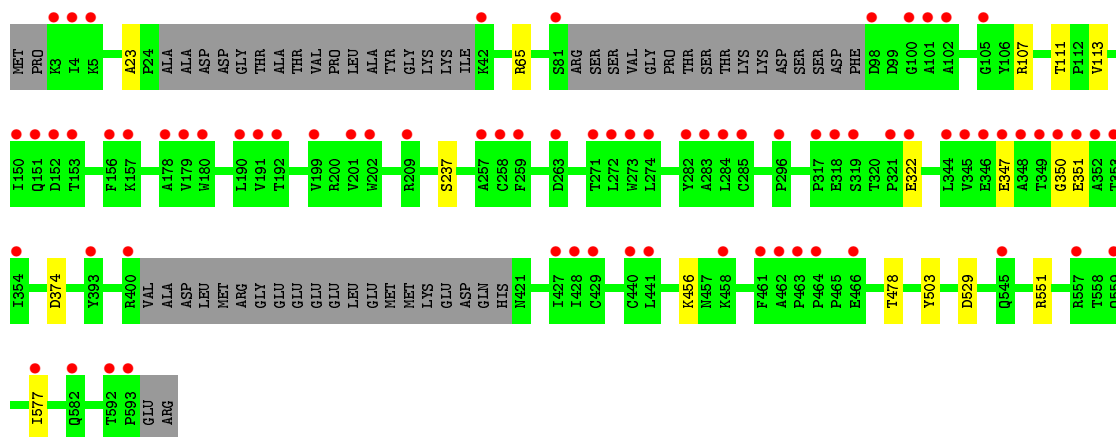 MET PRO K3 I4 K5 A23 P24 ALA ALA ASP ASP GLY THR ALA THR VAL PRO LEU ALA TYR GLY LYS LYS ILE K42 R65 S81 ARG SER SER VAL GLY PRO THR SER THR LYS LYS ASP SER SER ASP PHE D98 D99 G100 A101 A102 G105 Y106 R107 T111 P112 V113
I150 Q151 D152 T153 F156 K157 A178 V179 W180 L190 V191 T192 V199 R200 V201 W202 R209 S237 A257 C258 F259 D263 T271 L272 W273 L274 Y282 A283 L284 C285 P296 P317 E318 S319 T320 P321 E322 L344 V345 E346 E347 A348 T349 G350 E351 A352 T353
I354 D374 Y393 R400 VAL ALA ASP LEU MET ARG GLY GLU GLU GLU GLU LEU GLU MET MET LYS GLU ASP GLN HIS N421 I427 I428 C429 C440 P441 K456 N457 K458 F461 A462 P463 P464 P465 E466 T478 Y503 D529 Q545 R551 R557 T558
I577 Q582 T592 P593 GLU ARG